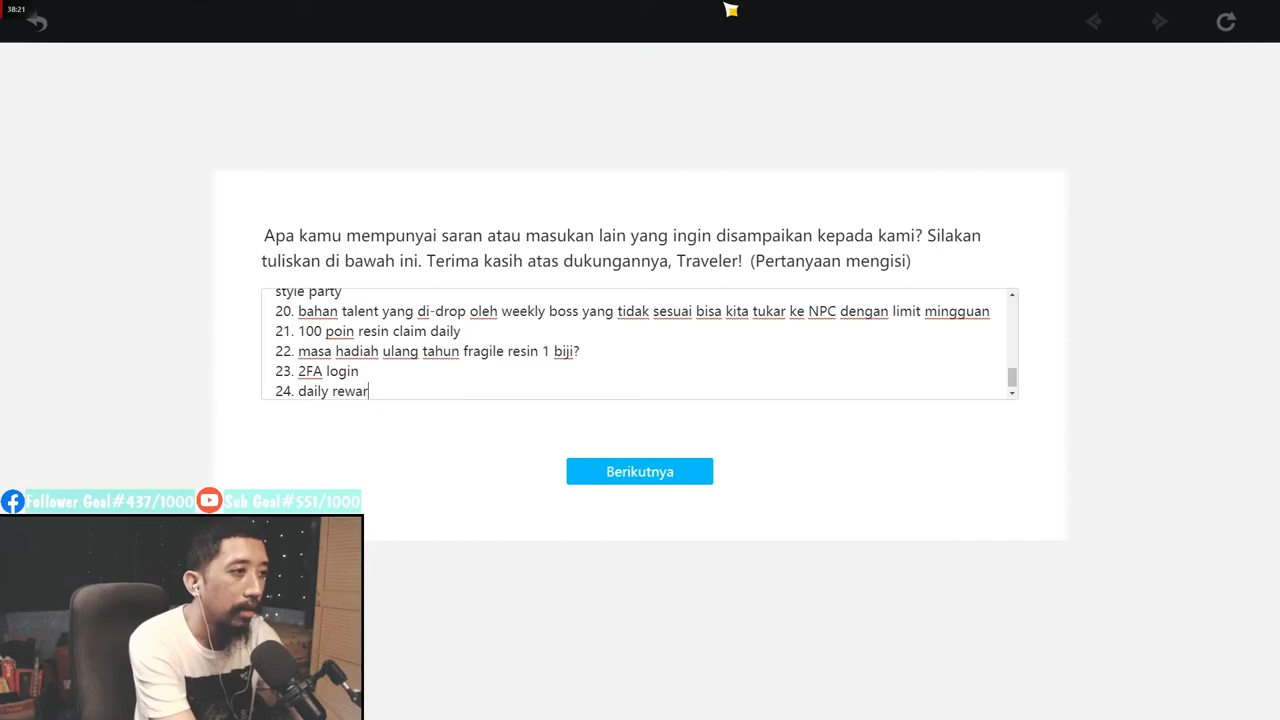 38:21
Apa kamu mempunyai saran atau masukan lain yang ingin disampaikan kepada kami? Silakan
tuliskan di bawah ini. Terima kasih atas dukungannya, Traveler! (Pertanyaan mengisi)
style party
20. bahan talent yang di-drop oleh weekly boss yang tidak sesuai bisa kita tukar ke NPC dengan limit mingguan
21. 100 poin resin claim daily
22. masa hadiah ulang tahun fragile resin 1 biji?
23. 2FA login
24. daily rewar
Berikutnya
Follower Goal#437/1000 Sub Goal#551/1000